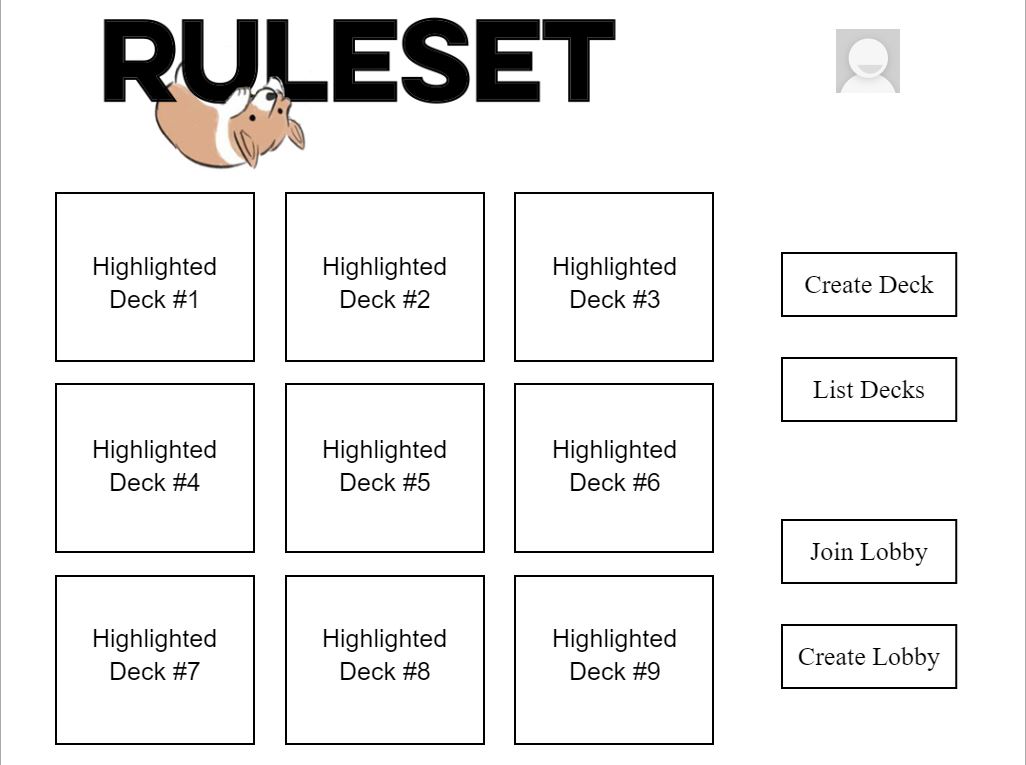 RULESET
Highlighted
Deck #1
Highlighted
Deck #2
Highlighted
Deck #3
Create Deck
List Decks
Highlighted
Deck #4
Highlighted
Deck #5
Highlighted
Deck #6
Join Lobby
Create Lobby
Highlighted
Deck #7
Highlighted
Deck #8
Highlighted
Deck #9